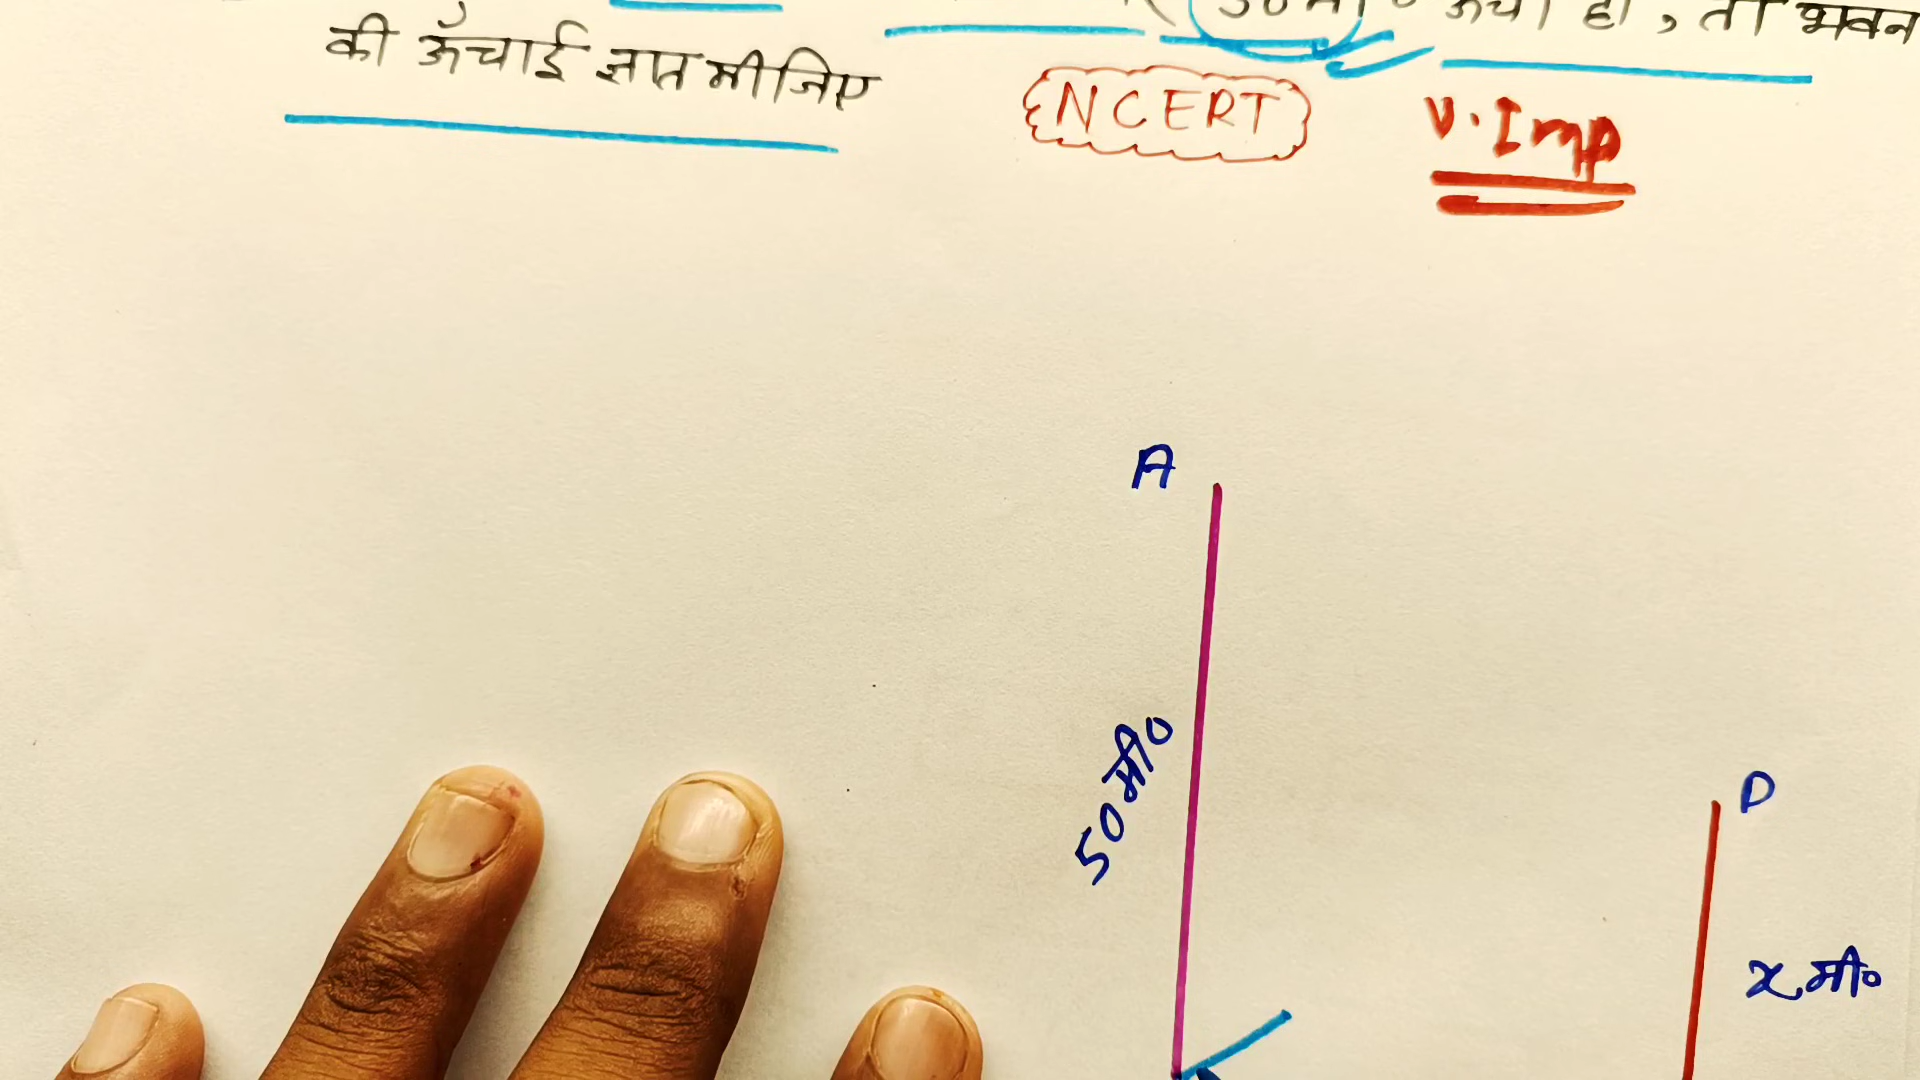 ऊँची हो, तो भवन
की ऊँचाई ज्ञात कीजिए
NCERT
V. Imp
A
50 मी०
D
x मी०